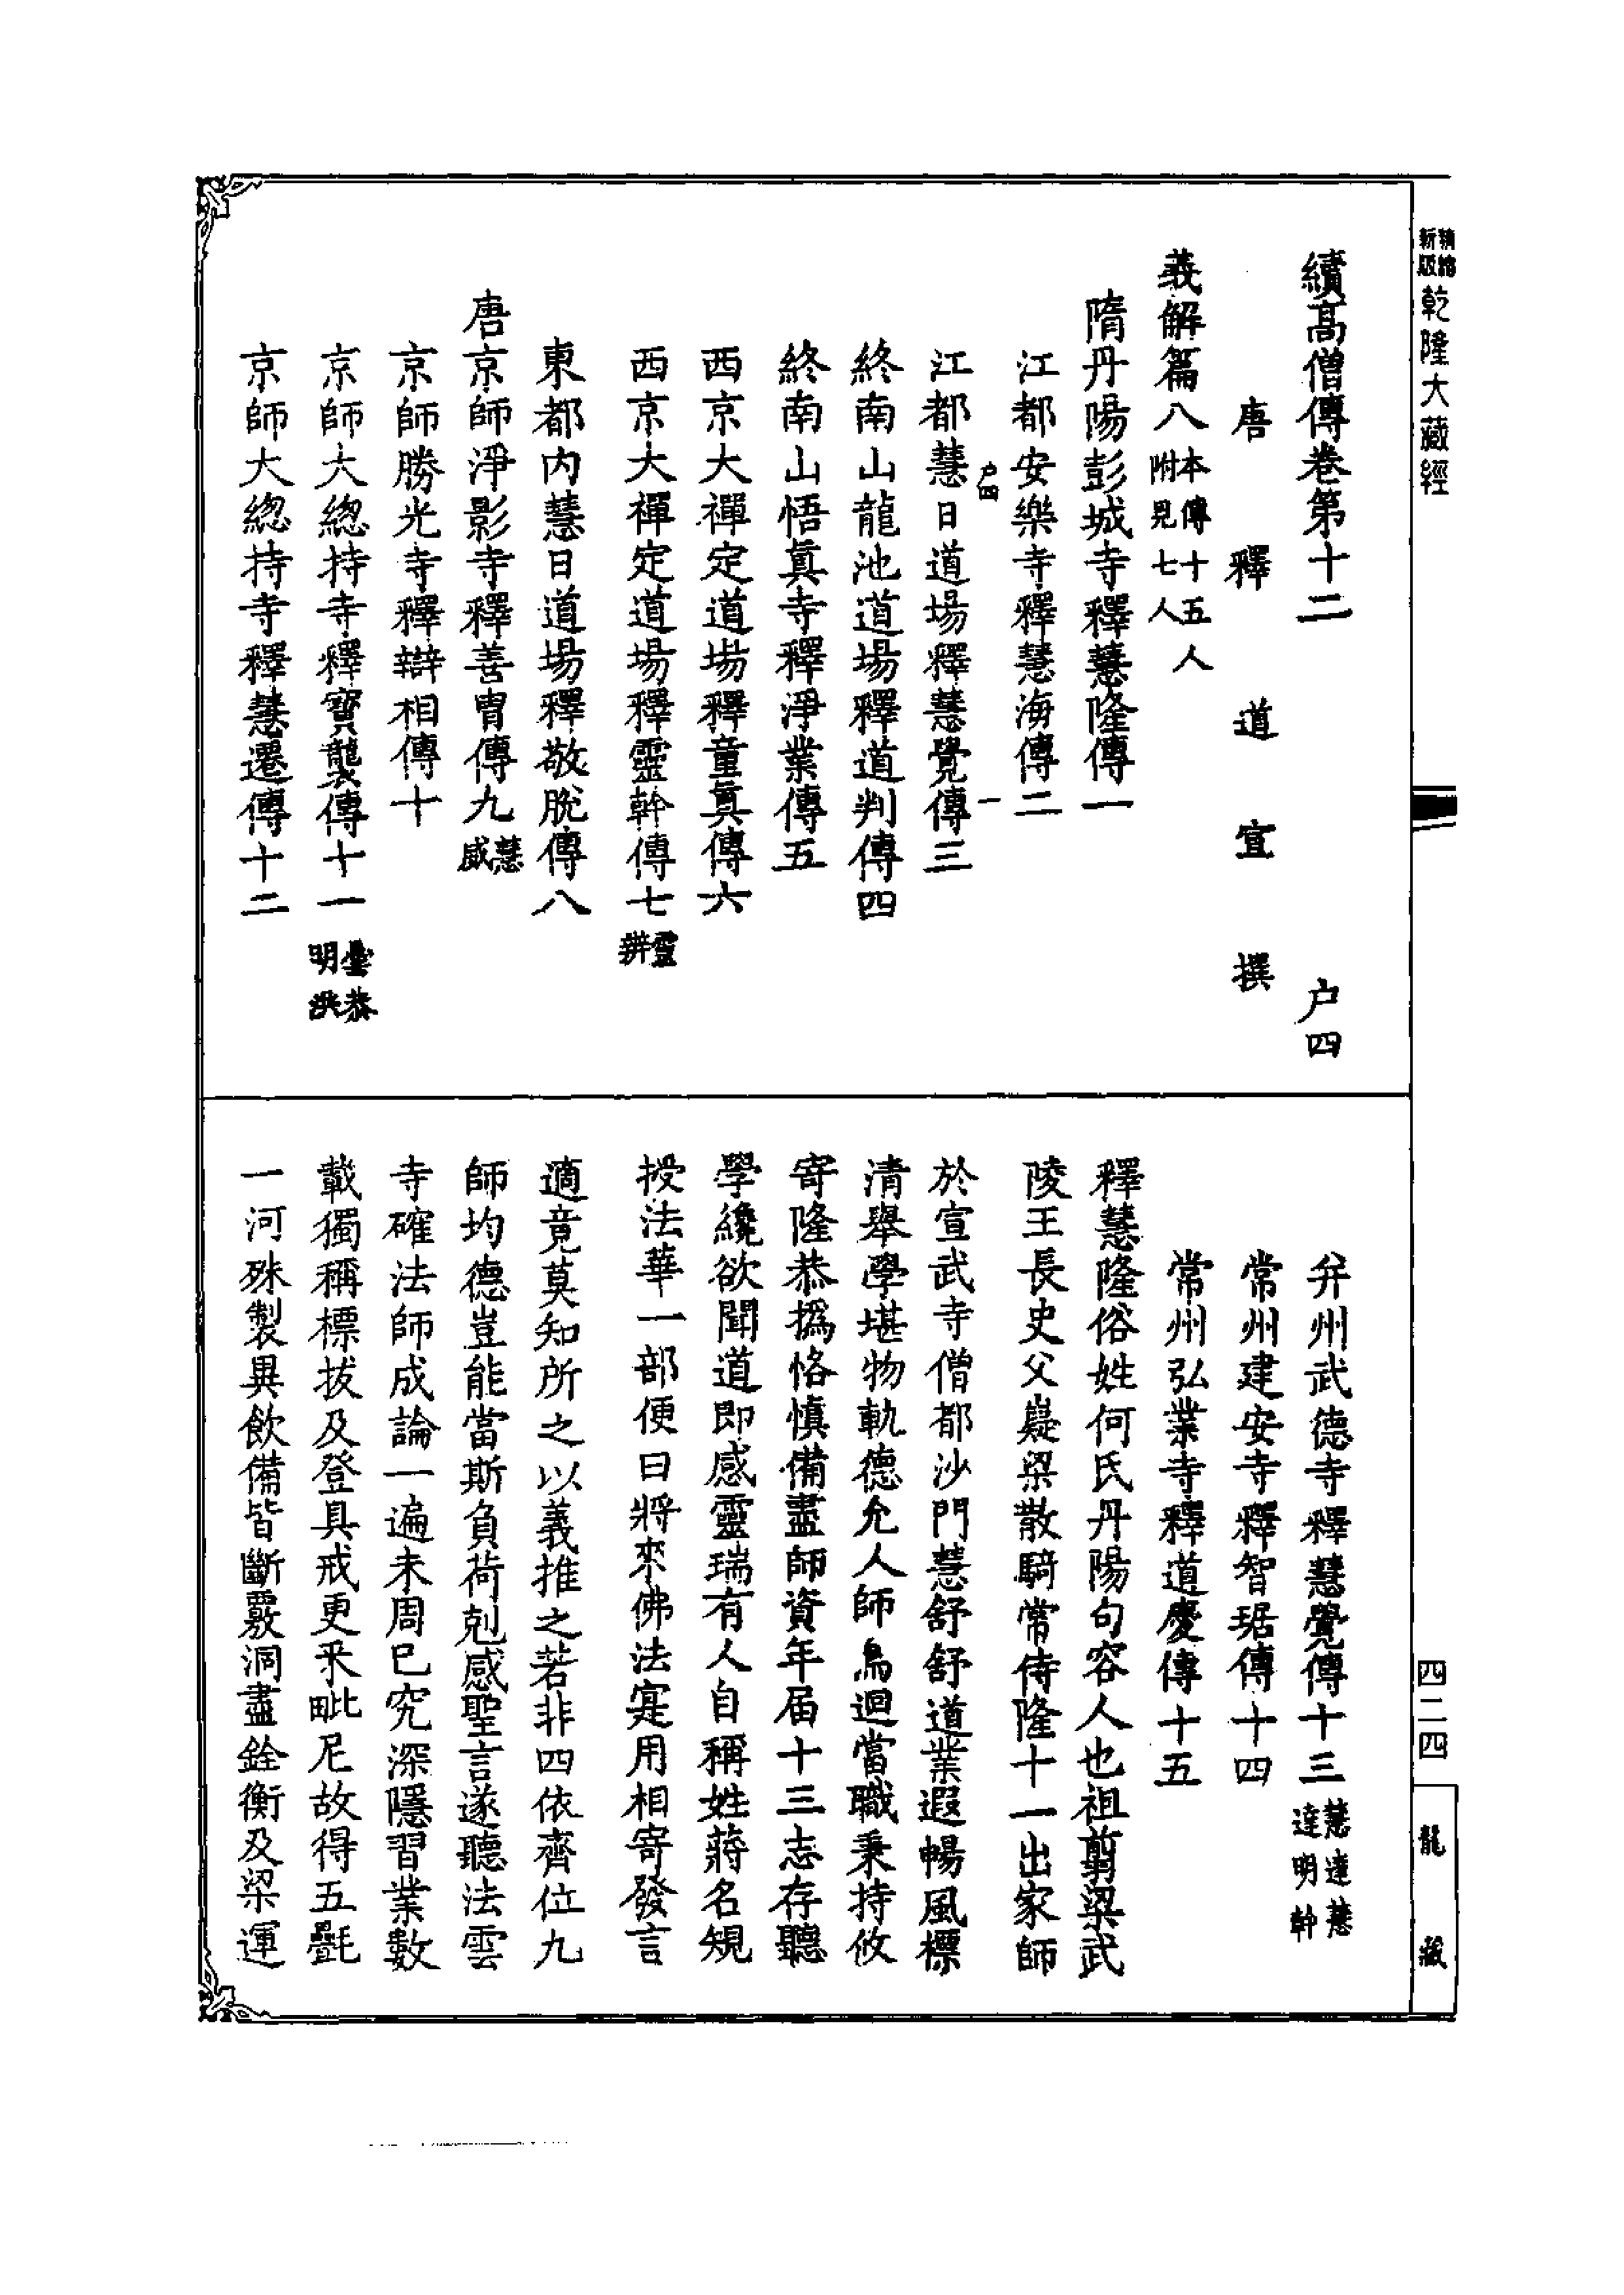 新版精縮
乾隆大藏經
續高僧傳卷第十二　户四
唐釋道宣撰
義解篇八本傳十五人附見七人
隋丹陽彭城寺釋慧隆傳一
江都安樂寺釋慧海傳二
户四　一
江都慧日道場釋慧覺傳三
終南山龍池道場釋道判傳四
終南山悟眞寺釋淨業傳五
西京大禪定道場釋童眞傳六
西京大禪定道場釋靈幹傳七靈辨
東都內慧日道場釋敬脫傳八
唐京師淨影寺釋善胄傳九慧威
京師勝光寺釋辯相傳十
京師大總持寺釋寶襲傳十一曇恭明洪
京師大總持寺釋慧遷傳十二
幷州武德寺釋慧覺傳十三慧達慧達明幹
常州建安寺釋智琚傳十四
常州弘業寺釋道慶傳十五
釋慧隆俗姓何氏丹陽句容人也祖翦梁武
陵王長史父嶷梁散騎常侍隆十一出家師
於宣武寺僧都沙門慧舒舒道業遐暢風標
清舉學堪物軌德允人師鳥迴當職秉持攸
寄隆恭撝恪慎備盡師資年屆十三志存聽
學纔欲聞道即感靈瑞有人自稱姓蔣名規
授法華一部便曰將來佛法寔用相寄發言
適竟莫知所之以義推之若非四依齊位九
師均德豈能當斯負荷剋感聖言遂聽法雲
寺確法師成論一遍未周已究深隱習業數
載獨稱標拔及登具戒更采毗尼故得五㲲
一河殊製異飲備皆斷覈洞盡銓衡及梁運
四二四
龍藏